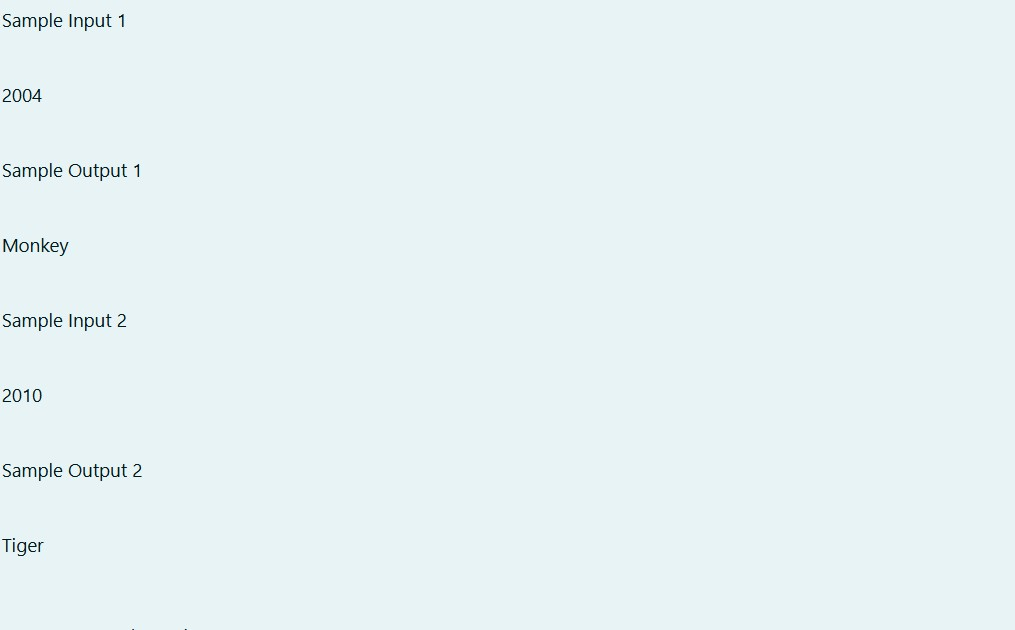 Sample Input 1
2004
Sample Output 1
Monkey
Sample Input 2
2010
Sample Output 2
Tiger